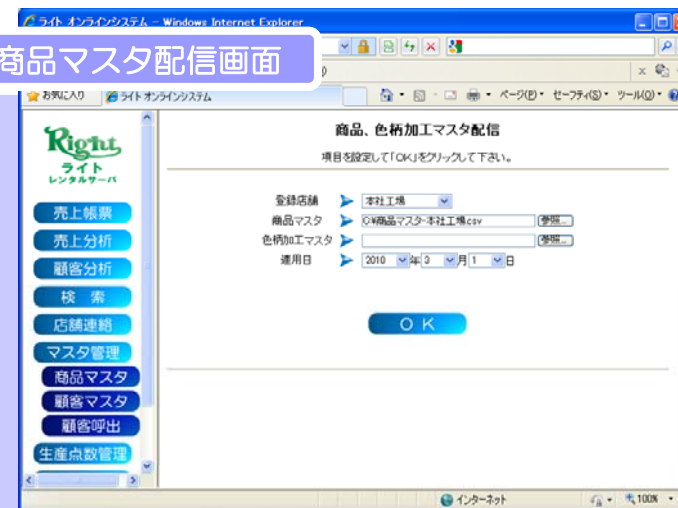 ライト オンラインシステム - Windows Internet Explorer
商品マスタ配信画面
お気に入り
ライト オンラインシステム
ページ(P)
セーフティ(S)
ツール(O)
Right
ライト
レンタルサーバ
売上帳票
売上分析
顧客分析
検 索
店舗連絡
マスタ管理
商品マスタ
顧客マスタ
顧客呼出
生産点数管理
商品、色柄加工マスタ配信
項目を設定して「OK」をクリックして下さい。
登録店舗
本社工場
商品マスタ
C:¥商品マスタ-本社工場.csv
参照...
色柄加工マスタ
参照...
適用日
2010 年 3 月 1 日
OK
インターネット
100%